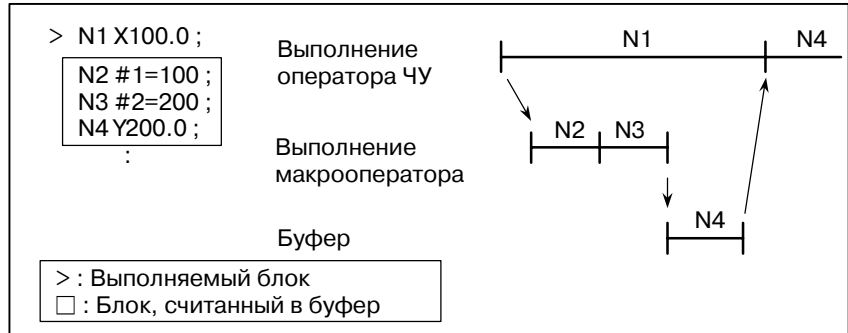 > N1 X100.0 ;
N2 #1=100 ;
N3 #2=200 ;
N4 Y200.0 ;
:
Выполнение
оператора ЧУ
N1
N4
Выполнение
макрооператора
N2
N3
Буфер
N4
> : Выполняемый блок
□ : Блок, считанный в буфер